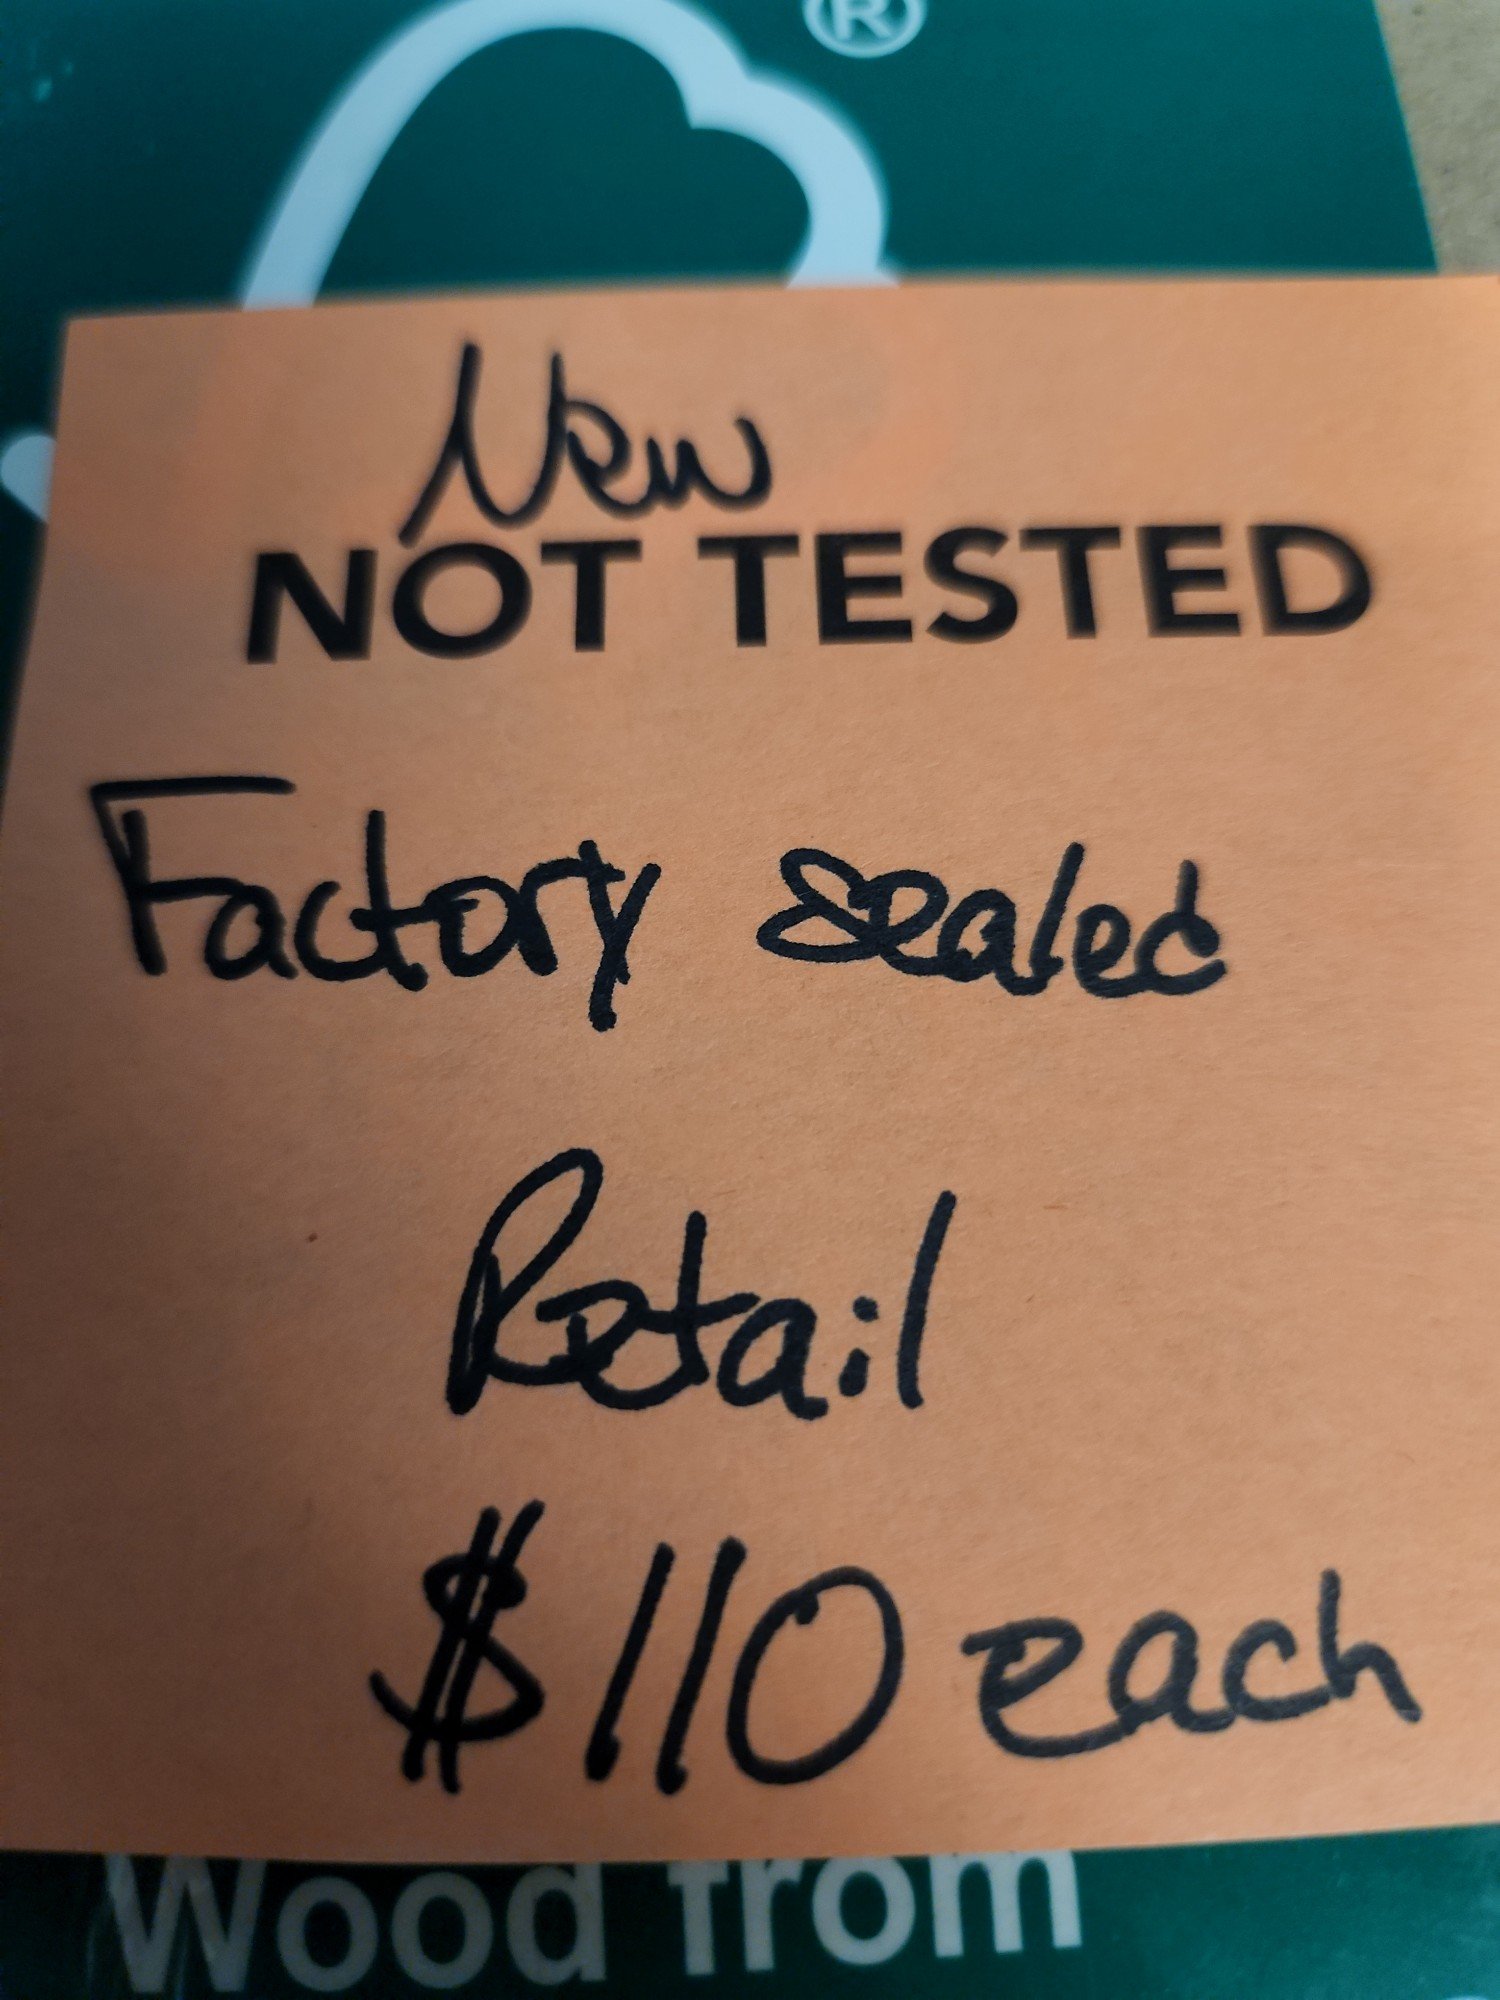 ®
New
NOT TESTED
Factory sealed
Retail
$110 each
Wood from